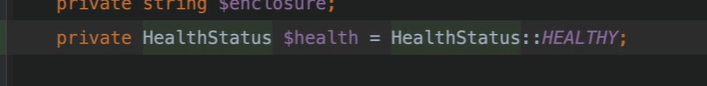 private string $enclosure;
private HealthStatus $health = HealthStatus::HEALTHY;